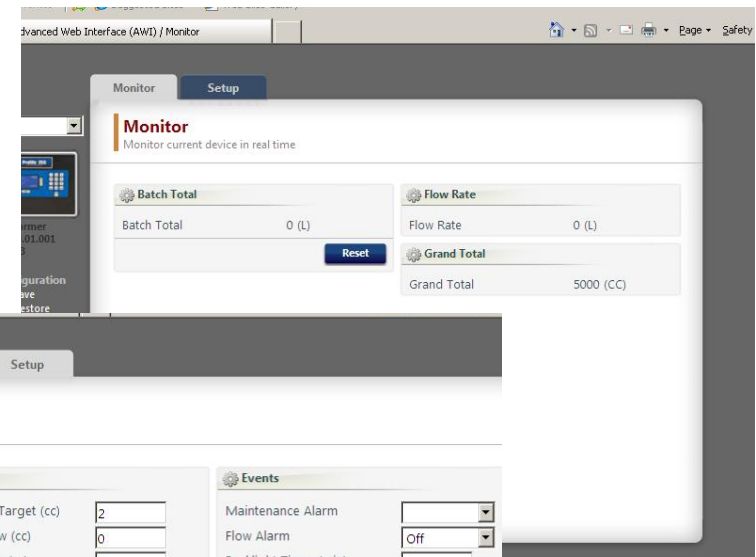 dvanced Web Interface (AWI) / Monitor
Page
Safety
Monitor
Setup
Monitor
Monitor current device in real time
Batch Total
Batch Total 0 (L)
Reset
Flow Rate
Flow Rate 0 (L)
Grand Total
Grand Total 5000 (CC)
rmer
.01.001
3
guration
ave
estore
Setup
Target (cc) 2
w (cc) 0
Events
Maintenance Alarm
Flow Alarm Off